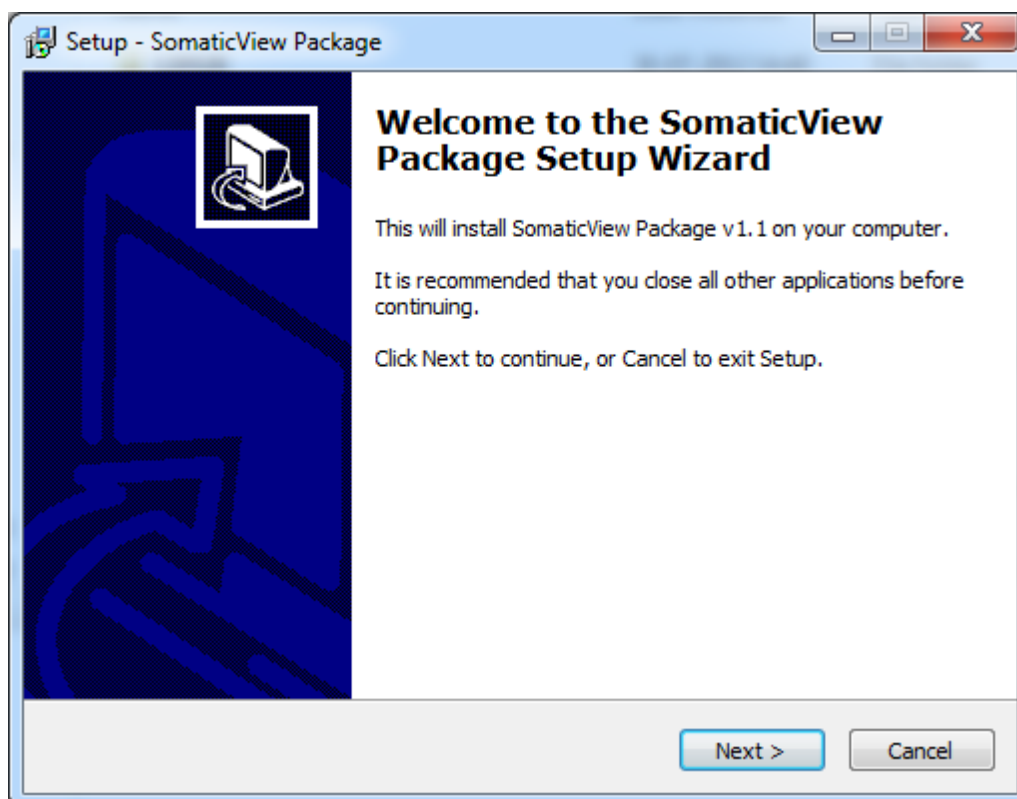 Setup - SomaticView Package
Welcome to the SomaticView
Package Setup Wizard
This will install SomaticView Package v1.1 on your computer.
It is recommended that you close all other applications before
continuing.
Click Next to continue, or Cancel to exit Setup.
Next >
Cancel